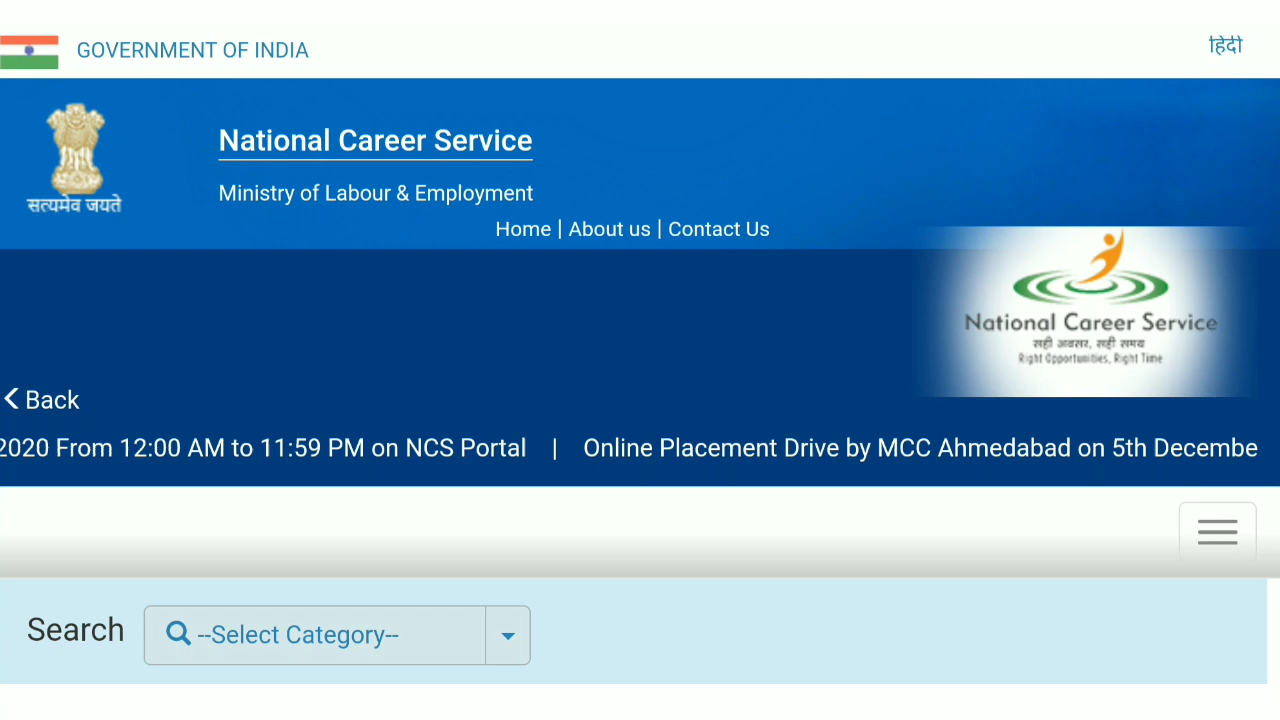 GOVERNMENT OF INDIA
हिंदी
National Career Service
सत्यमेव जयते
Ministry of Labour & Employment
Home | About us | Contact Us
National Career Service
सही अवसर, सही समय
Right Opportunities, Right Time
Back
2020 From 12:00 AM to 11:59 PM on NCS Portal | Online Placement Drive by MCC Ahmedabad on 5th Decembe
Search --Select Category--